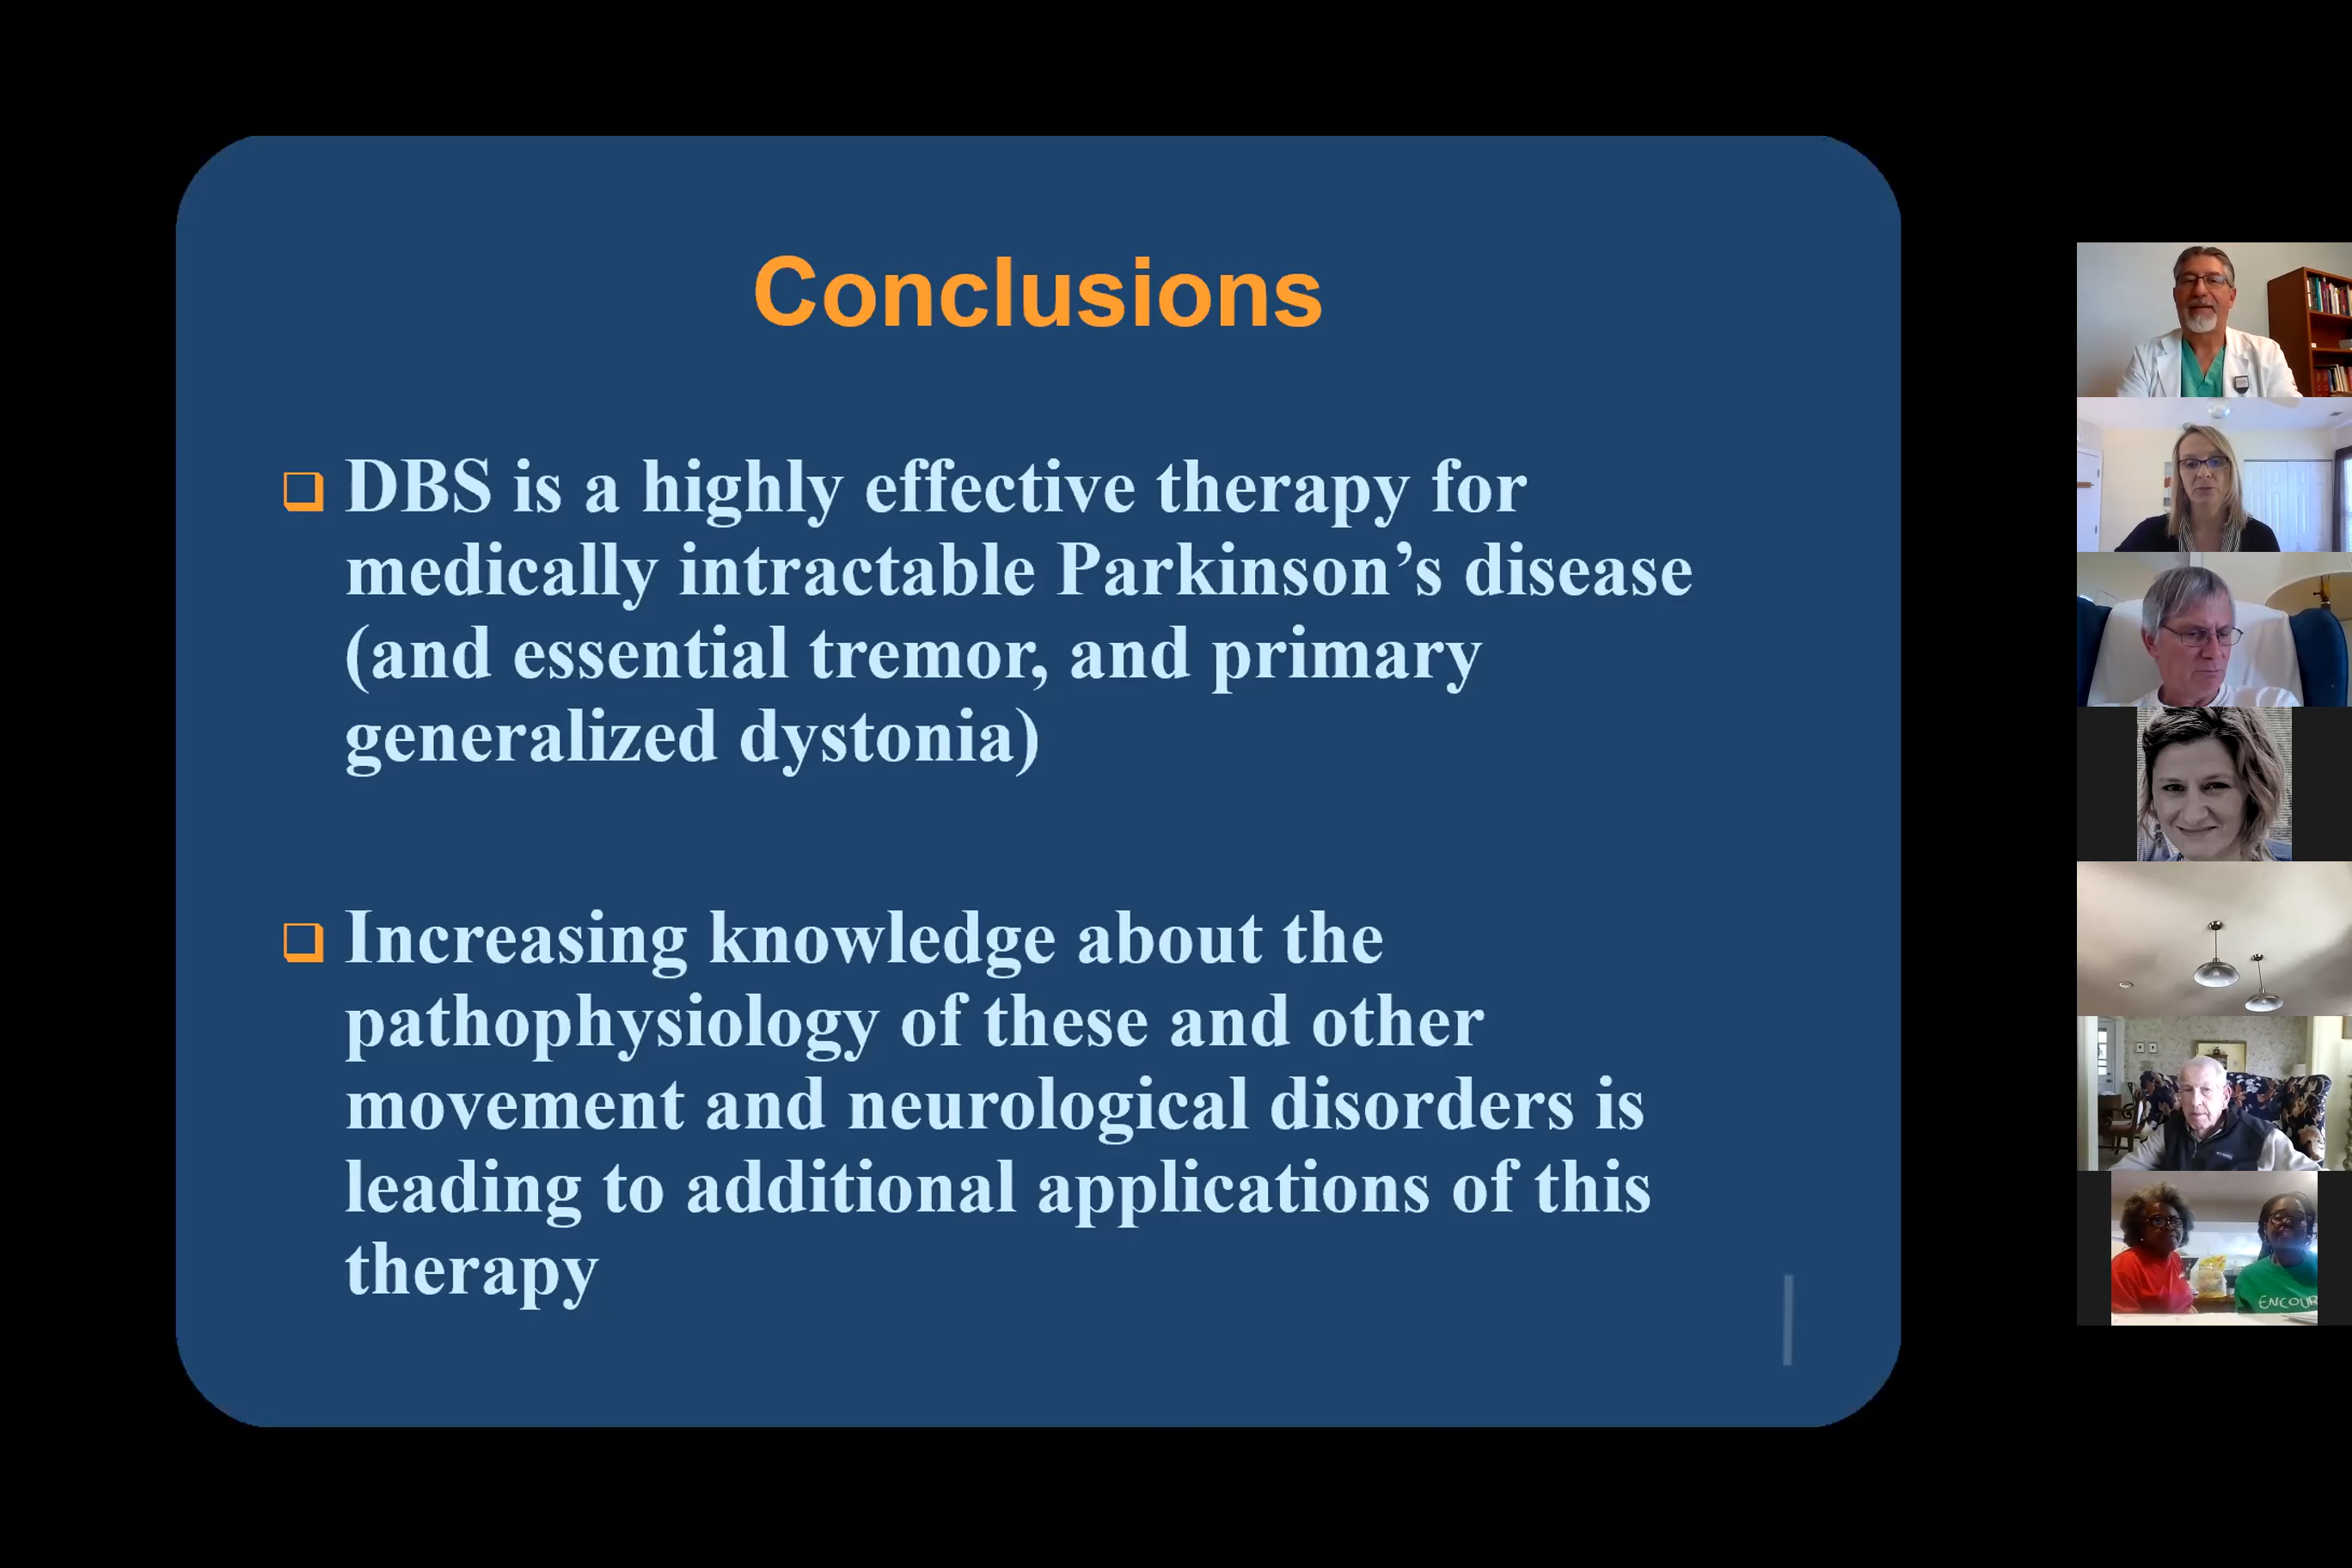 Conclusions
❑ DBS is a highly effective therapy for
medically intractable Parkinson’s disease
(and essential tremor, and primary
generalized dystonia)
❑ Increasing knowledge about the
pathophysiology of these and other
movement and neurological disorders is
leading to additional applications of this
therapy
ENCOUR